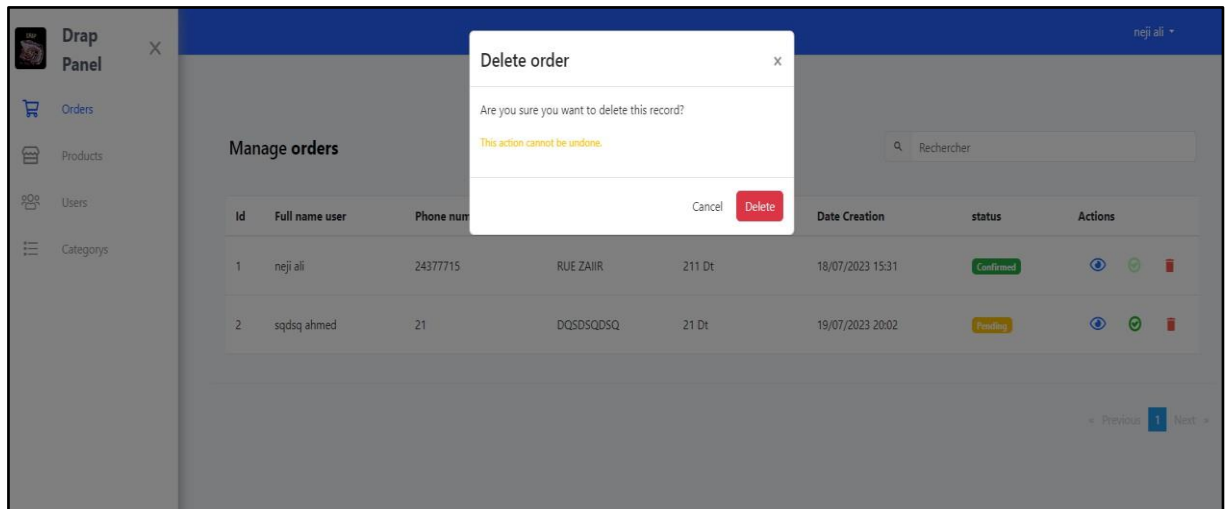 Drap
Panel
X
neji ali
Orders
Products
Users
Categorys
Delete order
x
Are you sure you want to delete this record?
This action cannot be undone.
Cancel
Delete
Manage orders
Rechercher
Id Full name user Phone num Date Creation status Actions
1 neji ali 24377715 RUE ZAIIR 211 Dt 18/07/2023 15:31 Confirmed
2 sqdsq ahmed 21 DQSDSQDSQ 21 Dt 19/07/2023 20:02 Pending
« Previous 1 Next »